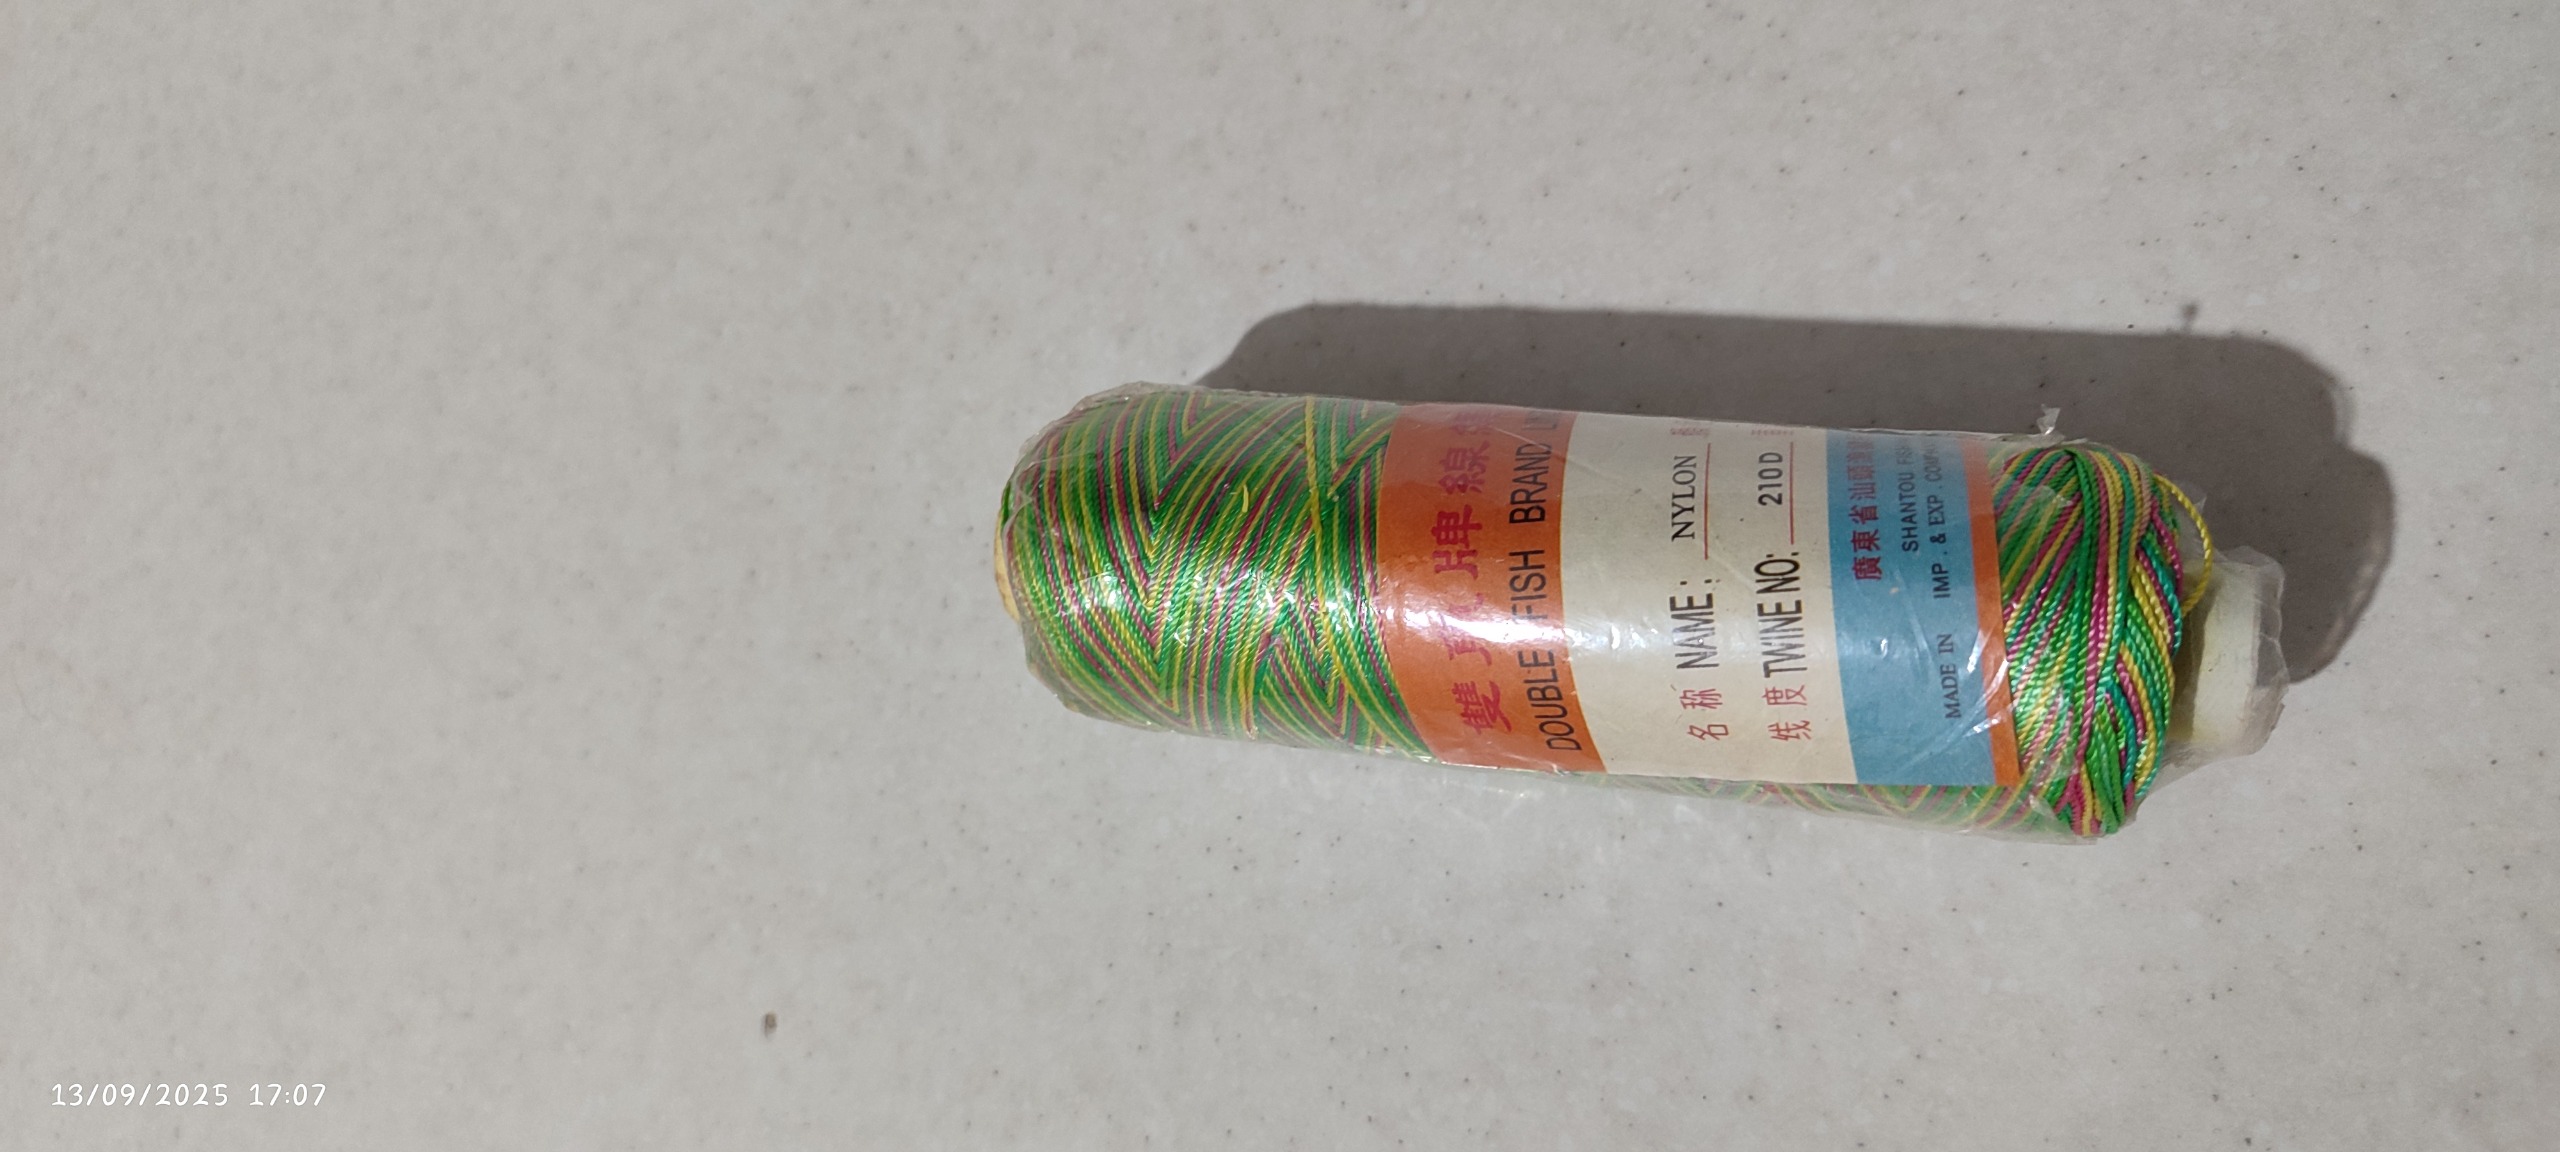 雙魚牌線
DOUBLE FISH BRAND
名称 NAME: NYLON
线度 TWINE NO: 210D
廣東省汕頭
SHANTOU
MADE IN IMP. & EXP.
13/09/2025 17:07